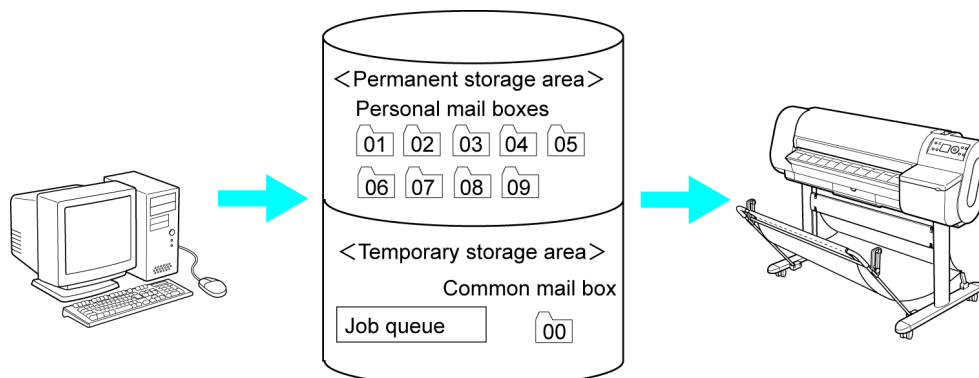 ＜Permanent storage area＞
Personal mail boxes
01 02 03 04 05
06 07 08 09
＜Temporary storage area＞
Common mail box
Job queue 00